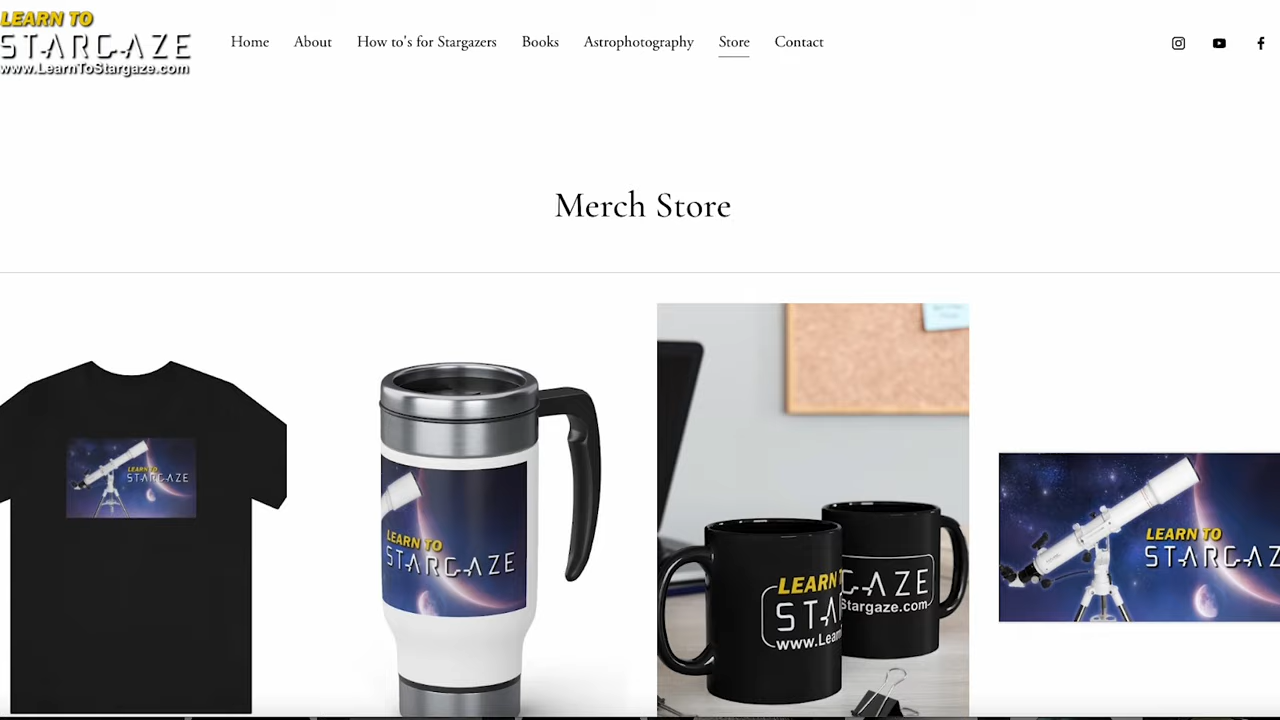 LEARN TO
STARGAZE
www.LearnToStargaze.com
Home About How to's for Stargazers Books Astrophotography Store Contact
Merch Store
LEARN TO
STARGAZE
LEARN TO
STARGAZE
LEARN T
STA
www.Lear
GAZE
Stargaze.com
LEARN TO
STARGAZ